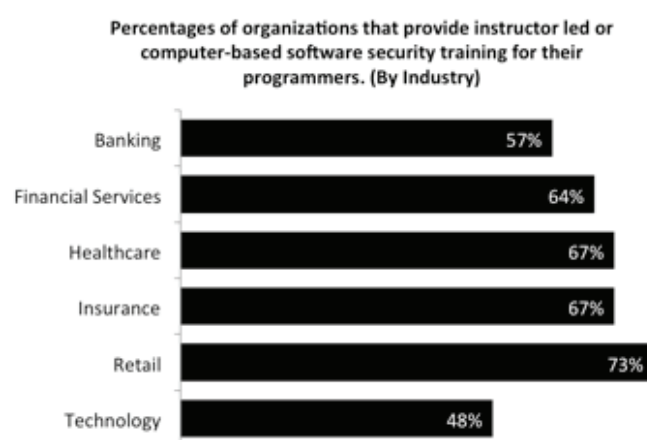 Percentages of organizations that provide instructor led or
computer-based software security training for their
programmers. (By Industry)
Banking 57%
Financial Services 64%
Healthcare 67%
Insurance 67%
Retail 73%
Technology 48%